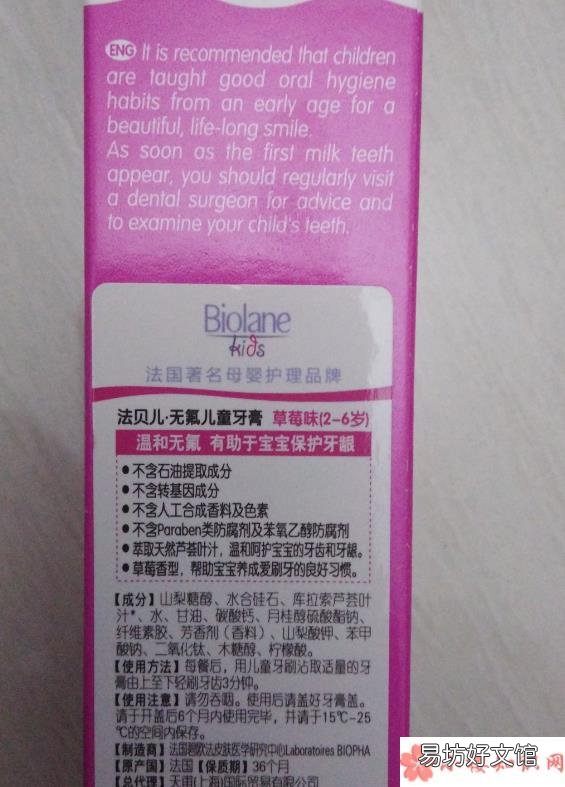 ENG It is recommended that children
are taught good oral hygiene
habits from an early age for a
beautiful, life-long smile.
As soon as the first milk teeth
appear, you should regularly visit
a dental surgeon for advice and
to examine your child's teeth.
Biolane
kids
法国著名母婴护理品牌
法贝儿·无氟儿童牙膏 草莓味(2-6岁)
温和无氟 有助于宝宝保护牙龈
●不含石油提取成分
●不含转基因成分
●不含人工合成香料及色素
●不含Paraben类防腐剂及苯氧乙醇防腐剂
●萃取天然芦荟叶汁，温和呵护宝宝的牙齿和牙龈。
●草莓香型，帮助宝宝养成爱刷牙的良好习惯。
【成分】山梨糖醇、水合硅石、库拉索芦荟叶
汁*、水、甘油、碳酸钙、月桂醇硫酸酯钠、
纤维素胶、芳香剂（香料）、山梨酸钾、苯甲
酸钠、二氧化钛、木糖醇、柠檬酸。
【使用方法】每餐后，用儿童牙刷沾取适量的牙
膏由上至下轻刷牙齿3分钟。
【使用注意】请勿吞咽。使用后请盖好牙膏盖。
请于开盖后6个月内使用完毕，并请于15℃-25
℃的空间内保存。
【制造商】法国碧欧法皮肤医学研究中心Laboratoires BIOPHA
【原产国】法国【保质期】36个月
【总代理】天甭(上海)国际贸易有限公司
易坊好文馆